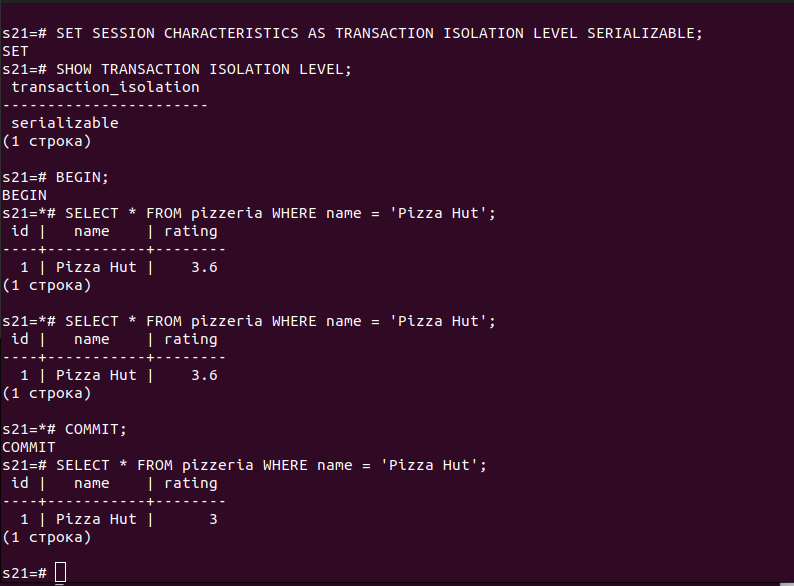 s21=# SET SESSION CHARACTERISTICS AS TRANSACTION ISOLATION LEVEL SERIALIZABLE;
SET
s21=# SHOW TRANSACTION ISOLATION LEVEL;
 transaction_isolation
-----------------------
 serializable
(1 строка)

s21=# BEGIN;
BEGIN
s21=*# SELECT * FROM pizzeria WHERE name = 'Pizza Hut';
 id |   name    | rating
----+-----------+--------
  1 | Pizza Hut |    3.6
(1 строка)

s21=*# SELECT * FROM pizzeria WHERE name = 'Pizza Hut';
 id |   name    | rating
----+-----------+--------
  1 | Pizza Hut |    3.6
(1 строка)

s21=*# COMMIT;
COMMIT
s21=# SELECT * FROM pizzeria WHERE name = 'Pizza Hut';
 id |   name    | rating
----+-----------+--------
  1 | Pizza Hut |      3
(1 строка)

s21=#